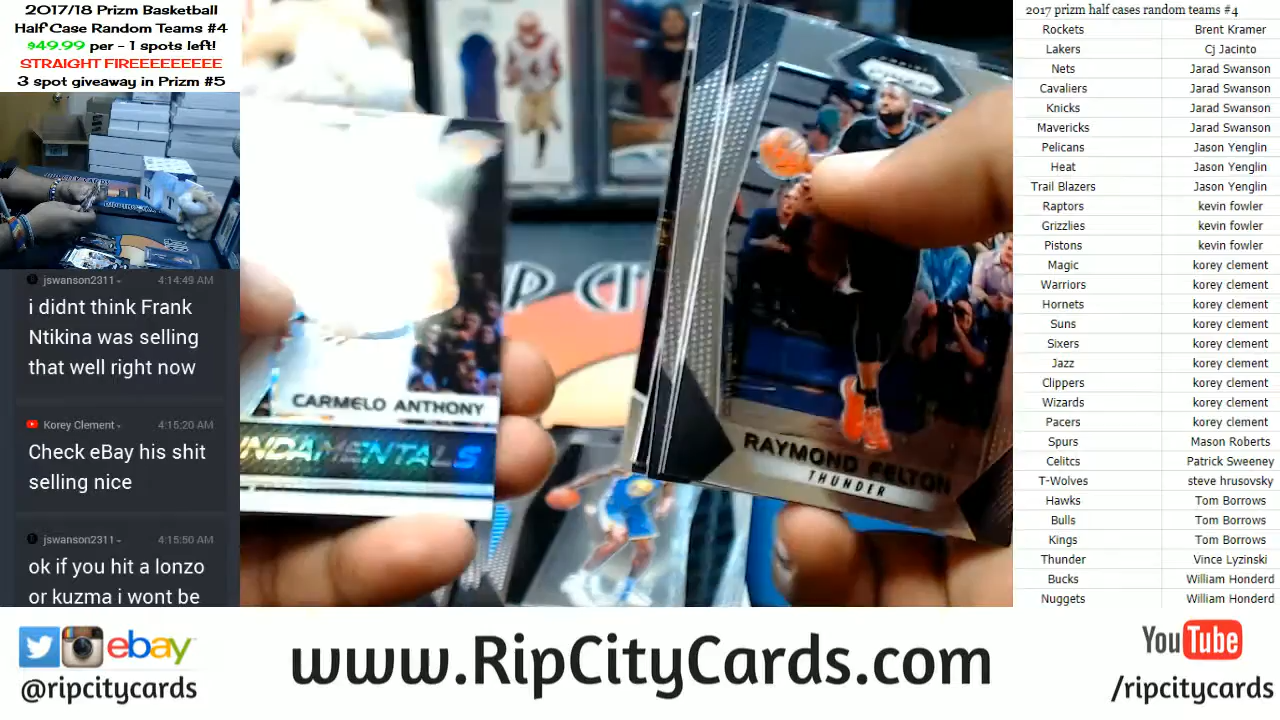 2017/18 Prizm Basketball
Half Case Random Teams #4
$49.99 per - 1 spots left!
STRAIGHT FIREEEEEEEEE
3 spot giveaway in Prizm #5
jswanson2311
4:14:49 AM
i didnt think Frank
Ntikina was selling
that well right now
Korey Clement
4:15:20 AM
Check eBay his shit
selling nice
jswanson2311
4:15:50 AM
ok if you hit a lonzo
or kuzma i wont be
CARMELO ANTHONY
NDAMENTALS
RAYMOND FELTON
THUNDER
P CI
2017 prizm half cases random teams #4
Rockets Brent Kramer
Lakers Cj Jacinto
Nets Jarad Swanson
Cavaliers Jarad Swanson
Knicks Jarad Swanson
Mavericks Jarad Swanson
Pelicans Jason Yenglin
Heat Jason Yenglin
Trail Blazers Jason Yenglin
Raptors kevin fowler
Grizzlies kevin fowler
Pistons kevin fowler
Magic korey clement
Warriors korey clement
Hornets korey clement
Suns korey clement
Sixers korey clement
Jazz korey clement
Clippers korey clement
Wizards korey clement
Pacers korey clement
Spurs Mason Roberts
Celitcs Patrick Sweeney
T-Wolves steve hrusovsky
Hawks Tom Borrows
Bulls Tom Borrows
Kings Tom Borrows
Thunder Vince Lyzinski
Bucks William Honderd
Nuggets William Honderd
ebay
@ripcitycards
www.RipCityCards.com
YouTube
/ripcitycards